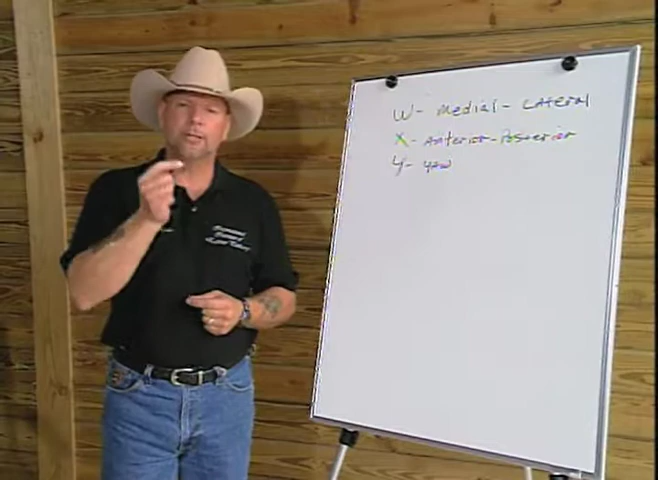 W- Medial - Lateral
X- Anterior-Posterior
Y- YAW